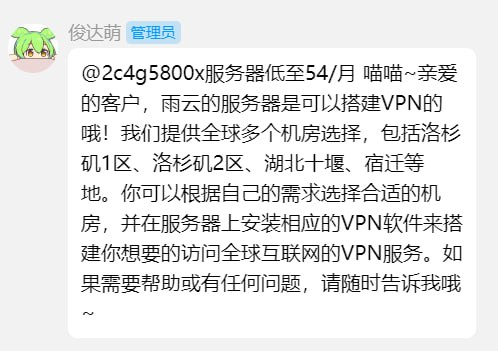 俊达萌 管理员
@2c4g5800x服务器低至54/月 喵喵~亲爱
的客户，雨云的服务器是可以搭建VPN的
哦！我们提供全球多个机房选择，包括洛杉
矶1区、洛杉矶2区、湖北十堰、宿迁等
地。你可以根据自己的需求选择合适的机
房，并在服务器上安装相应的VPN软件来搭
建你想要的访问全球互联网的VPN服务。如
果需要帮助或有任何问题，请随时告诉我哦
~